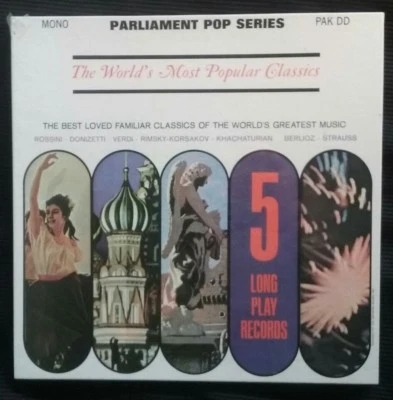 MONO PARLIAMENT POP SERIES PAK DD
The World's Most Popular Classics
THE BEST LOVED FAMILIAR CLASSICS OF THE WORLD'S GREATEST MUSIC
ROSSINI - DONIZETTI VERDI - RIMSKY-KORSAKOV - KHACHATURIAN BERLIOZ - STRAUSS
5
LONG
PLAY
RECORDS